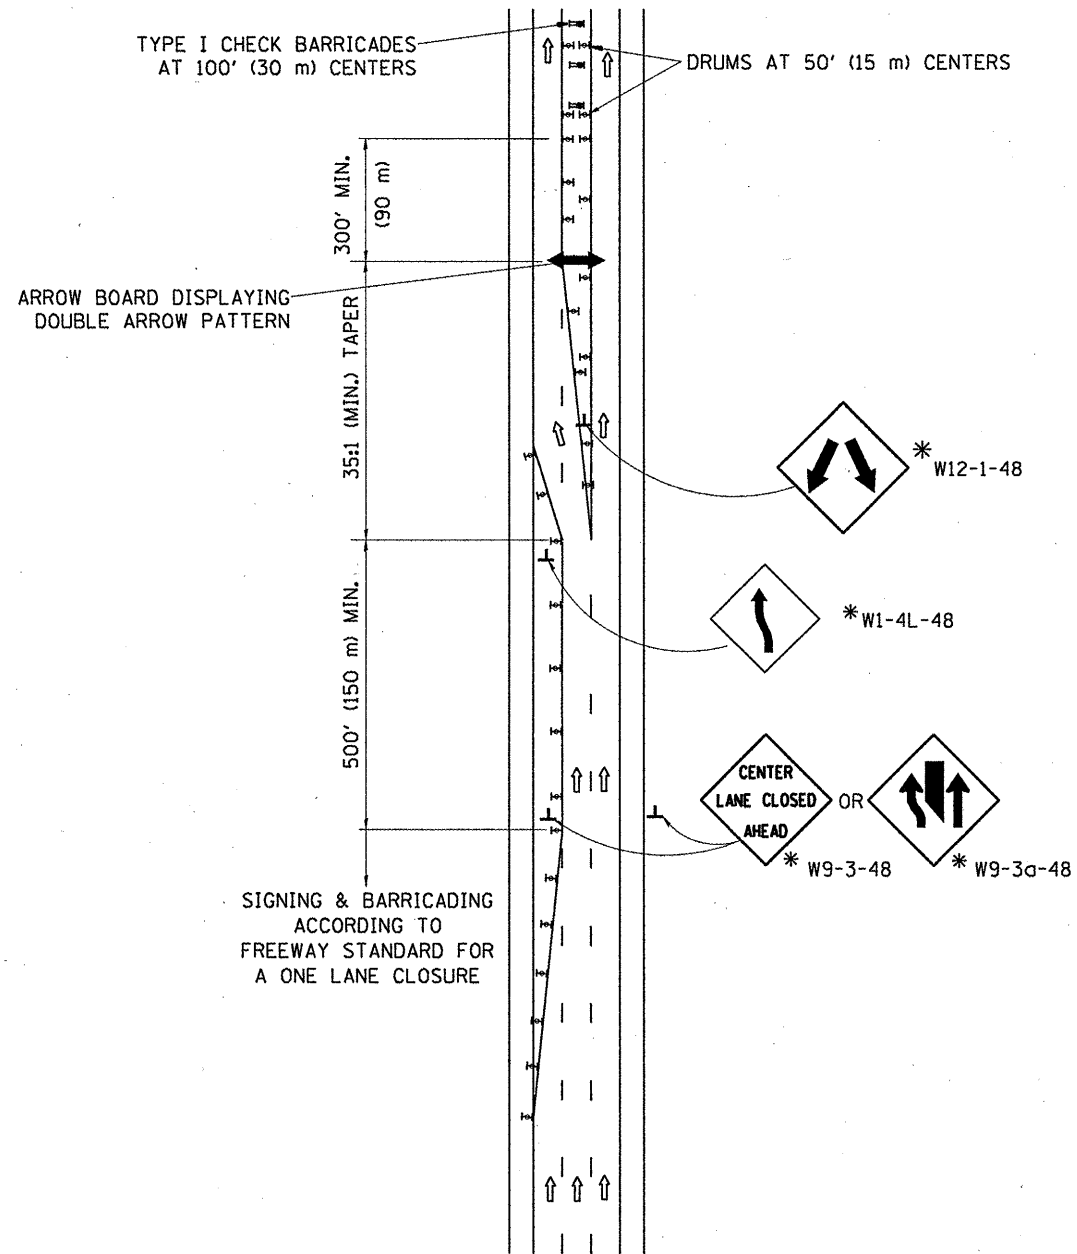 TYPE I CHECK BARRICADES
AT 100' (30 m) CENTERS
DRUMS AT 50' (15 m) CENTERS
300' MIN.
(90 m)
ARROW BOARD DISPLAYING
DOUBLE ARROW PATTERN
35:1 (MIN.) TAPER
* W12-1-48
500' (150 m) MIN.
* W1-4L-48
CENTER
LANE CLOSED
AHEAD
OR
* W9-3-48
* W9-3a-48
SIGNING & BARRICADING
ACCORDING TO
FREEWAY STANDARD FOR
A ONE LANE CLOSURE